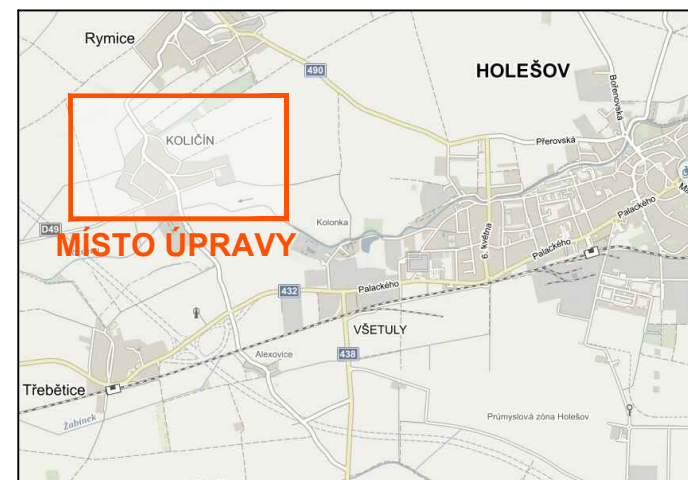 Rymice
490
HOLEŠOV
Bořenovská
Přerovská
KOLIČÍN
Palackého
Kolonka
6. května
D49
MÍSTO ÚPRAVY
Palackého
432
Palackého
VŠETULY
438
Alexovice
Třebětice
Žabínek
Průmyslová zóna Holešov